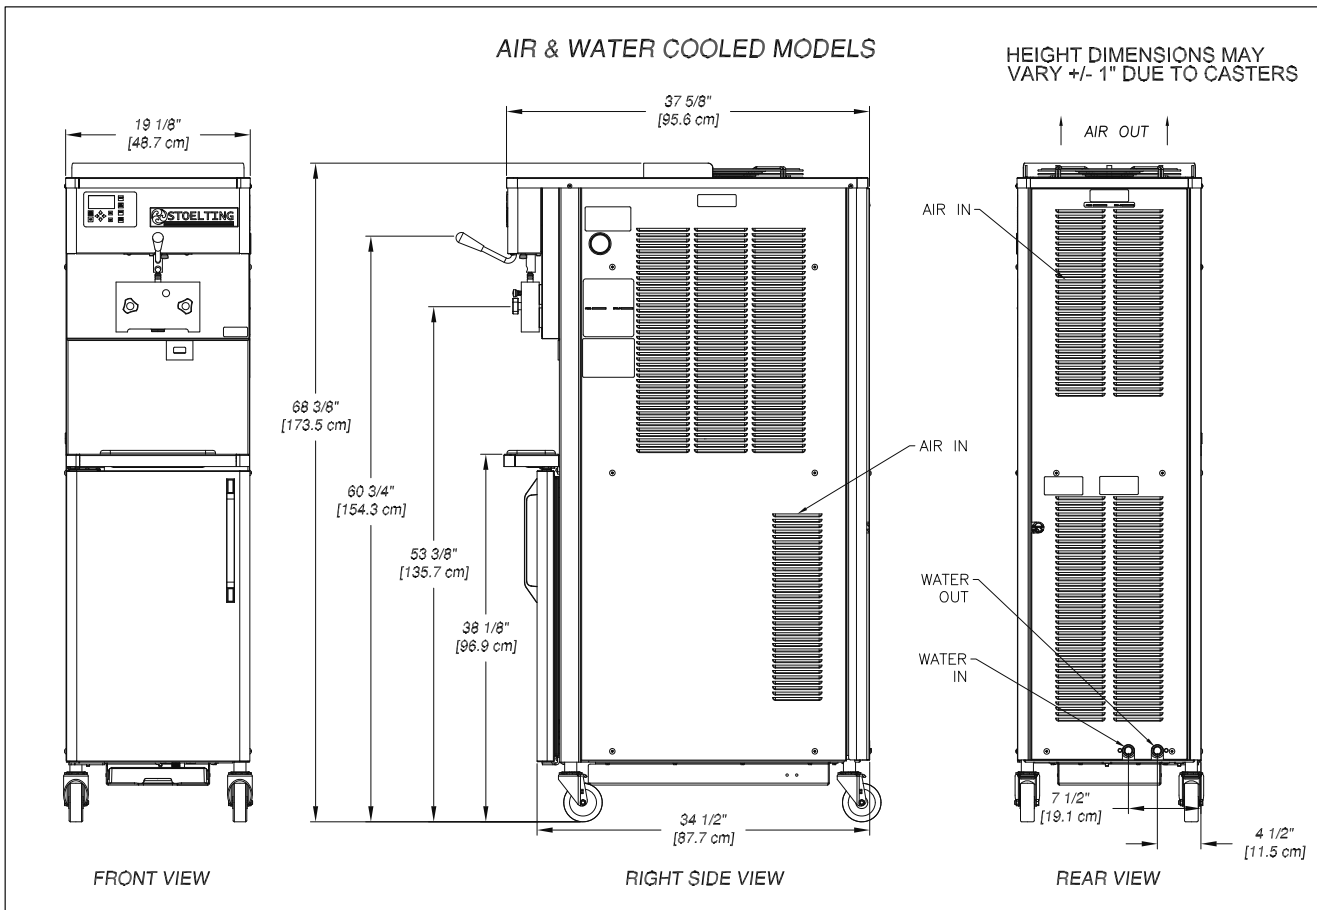 AIR & WATER COOLED MODELS
HEIGHT DIMENSIONS MAY
VARY +/- 1" DUE TO CASTERS
19 1/8"
[48.7 cm]
37 5/8"
[95.6 cm]
AIR OUT
STOELTING
AIR IN
68 3/8"
[173.5 cm]
AIR IN
60 3/4"
[154.3 cm]
53 3/8"
[135.7 cm]
38 1/8"
[96.9 cm]
WATER
OUT
WATER
IN
34 1/2"
[87.7 cm]
7 1/2"
[19.1 cm]
4 1/2"
[11.5 cm]
FRONT VIEW
RIGHT SIDE VIEW
REAR VIEW